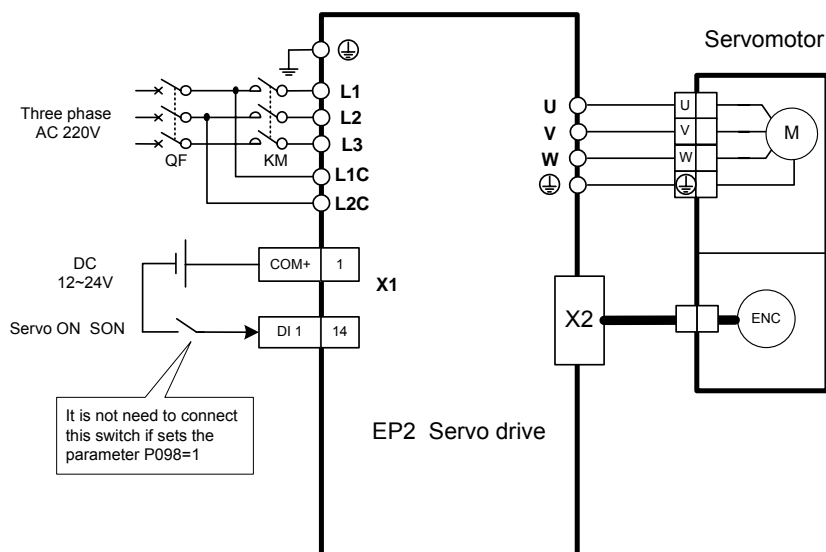 Servomotor
Three phase
AC 220V
QF
KM
L1
L2
L3
L1C
L2C
U
V
W
U
V
W
M
DC
12~24V
COM+
1
X1
Servo ON SON
DI 1
14
X2
ENC
It is not need to connect
this switch if sets the
parameter P098=1
EP2 Servo drive